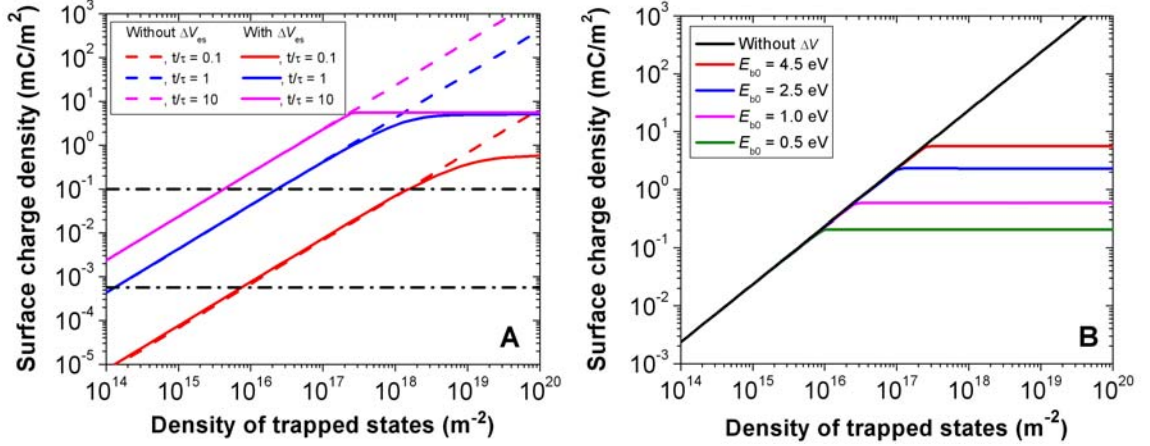 Surface charge density (mC/m²)
10³
10²
10¹
10⁰
10⁻¹
10⁻²
10⁻³
10⁻⁴
10⁻⁵
Without ΔVes With ΔVes
, t/τ = 0.1 , t/τ = 0.1
, t/τ = 1 , t/τ = 1
, t/τ = 10 , t/τ = 10
A
10¹⁴ 10¹⁵ 10¹⁶ 10¹⁷ 10¹⁸ 10¹⁹ 10²⁰
Density of trapped states (m⁻²)
Surface charge density (mC/m²)
10³
10²
10¹
10⁰
10⁻¹
10⁻²
10⁻³
Without ΔV
Eb0 = 4.5 eV
Eb0 = 2.5 eV
Eb0 = 1.0 eV
Eb0 = 0.5 eV
B
10¹⁴ 10¹⁵ 10¹⁶ 10¹⁷ 10¹⁸ 10¹⁹ 10²⁰
Density of trapped states (m⁻²)